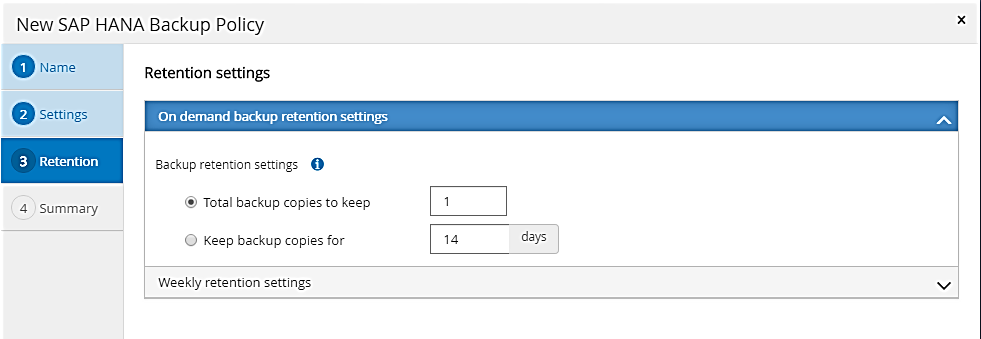 New SAP HANA Backup Policy
x
1 Name
2 Settings
3 Retention
4 Summary
Retention settings
On demand backup retention settings
Backup retention settings i
Total backup copies to keep 1
Keep backup copies for 14 days
Weekly retention settings